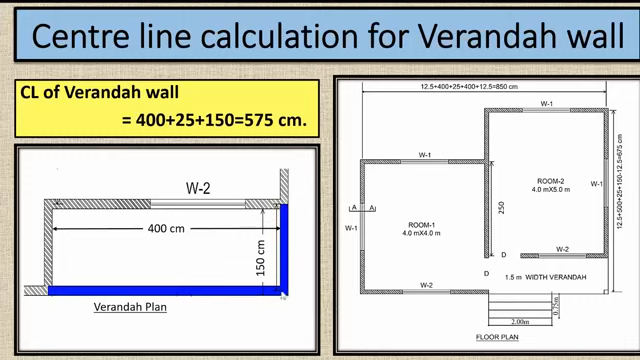 Centre line calculation for Verandah wall
CL of Verandah wall
= 400+25+150=575 cm.
W-2
400 cm
150 cm
Verandah Plan
12.5+400+25+400+12.5=850 cm
W-1
W-1
ROOM-2
4.0 mX5.0 m
W-1
250
12.5+500+25+150-12.5=675 cm
A
A
W-1
ROOM-1
4.0 mX4.0 m
D
W-2
D
1.5 m WIDTH VERANDAH
W-2
0.75m
2.00m
FLOOR PLAN